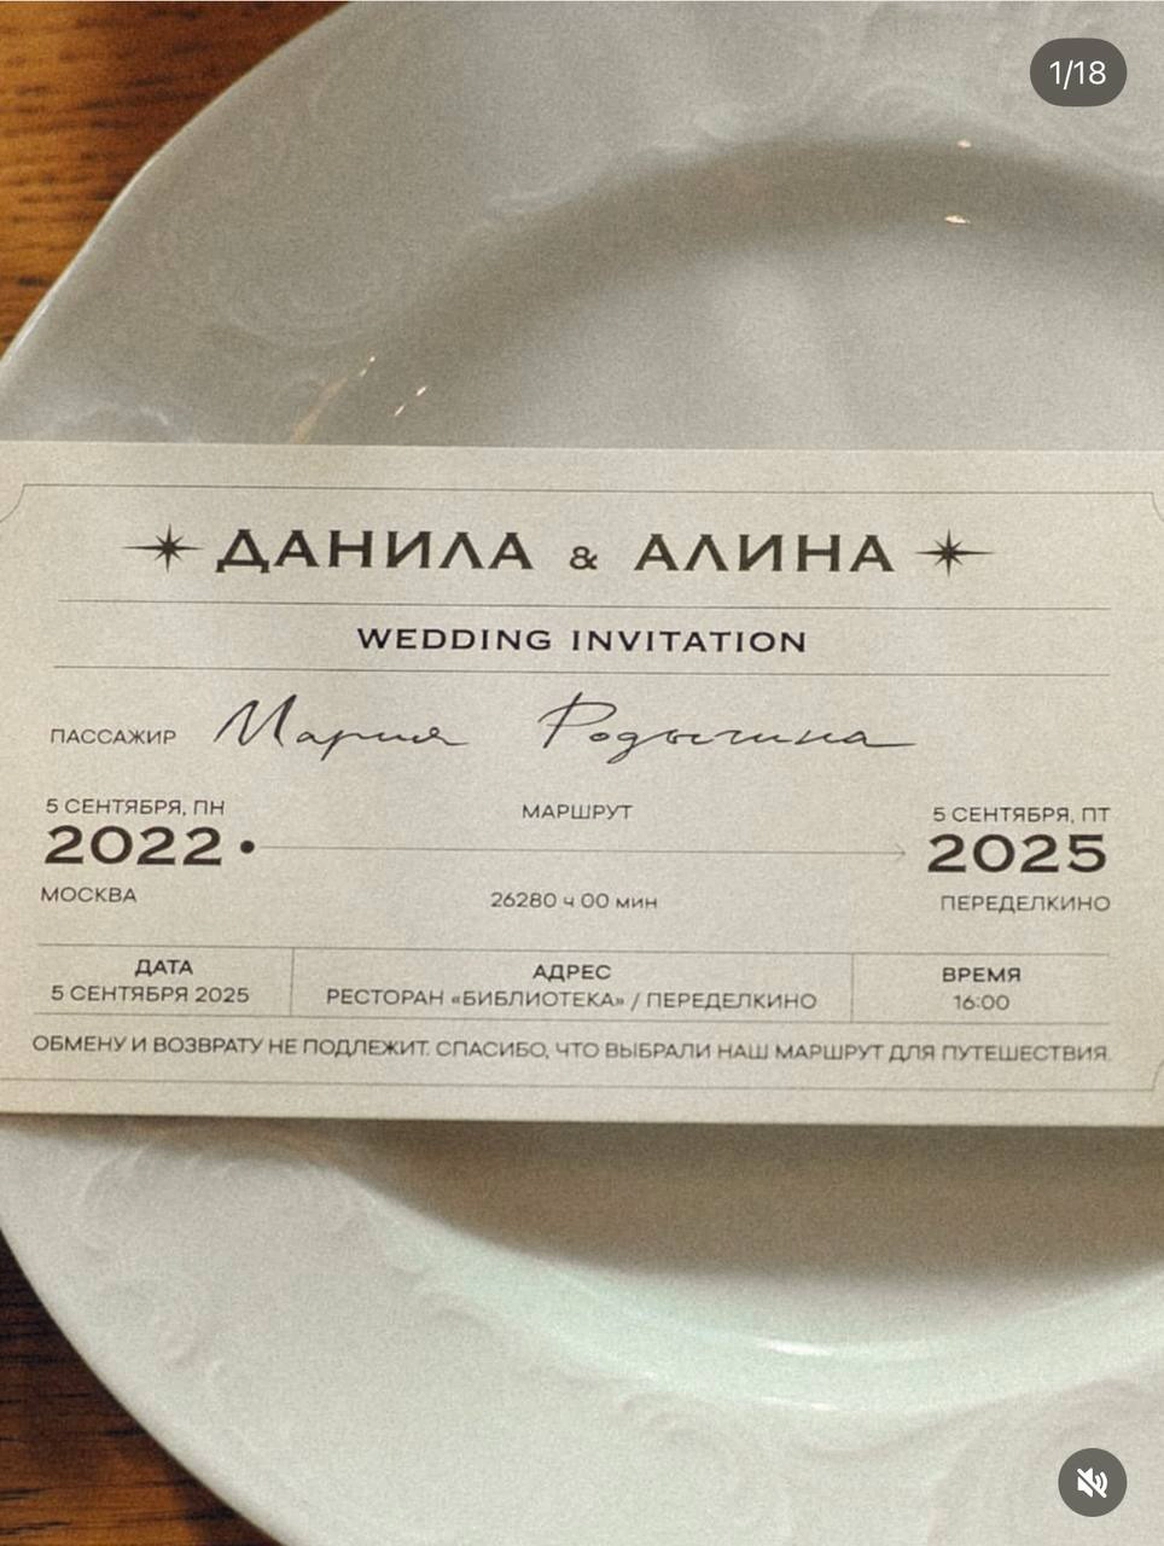 1/18
ДАНИЛА & АЛИНА
WEDDING INVITATION
ПАССАЖИР Мария Родыгина
5 СЕНТЯБРЯ, ПН
2022
МОСКВА
МАРШРУТ
26280 ч 00 мин
5 СЕНТЯБРЯ, ПТ
2025
ПЕРЕДЕЛКИНО
ДАТА
5 СЕНТЯБРЯ 2025
АДРЕС
РЕСТОРАН «БИБЛИОТЕКА» / ПЕРЕДЕЛКИНО
ВРЕМЯ
16:00
ОБМЕНУ И ВОЗВРАТУ НЕ ПОДЛЕЖИТ. СПАСИБО, ЧТО ВЫБРАЛИ НАШ МАРШРУТ ДЛЯ ПУТЕШЕСТВИЯ.